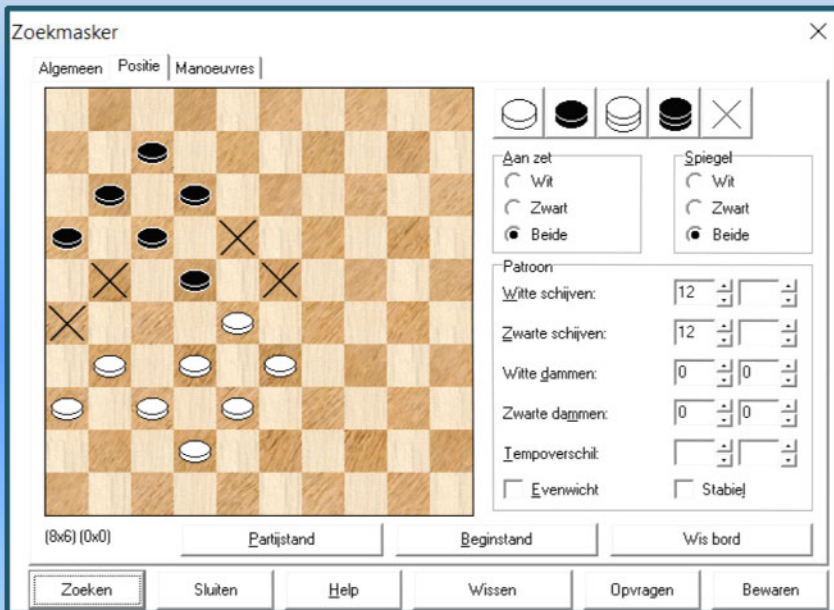 Zoekmasker
Algemeen Positie Manoeuvres
Aan zet
Wit
Zwart
Beide
Spiegel
Wit
Zwart
Beide
Patroon
Witte schijven: 12
Zwarte schijven: 12
Witte dammen: 0 0
Zwarte dammen: 0 0
Tempoverschil:
Evenwicht Stabiel
(8x6) (0x0) Partijstand Beginstand Wis bord
Zoeken Sluiten Help Wissen Opvragen Bewaren